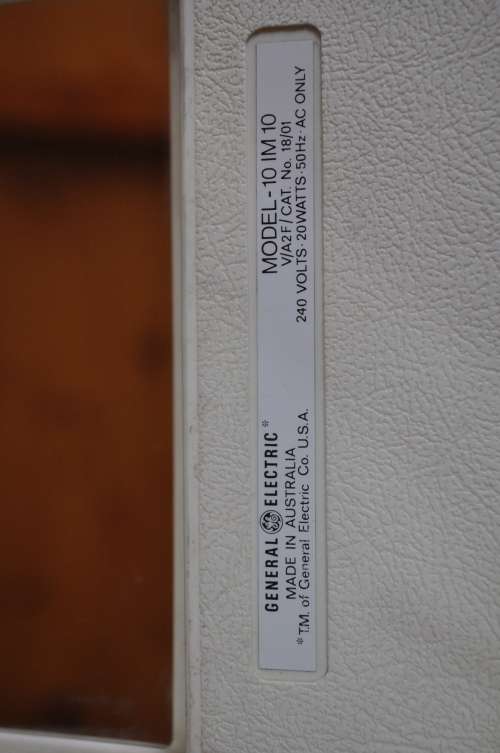 GENERAL ELECTRIC *
MADE IN AUSTRALIA
* T.M. of General Electric Co. U.S.A.
MODEL - 10 IM 10
V/A2F/CAT. No. 18/01
240 VOLTS · 20WATTS · 50Hz · AC ONLY